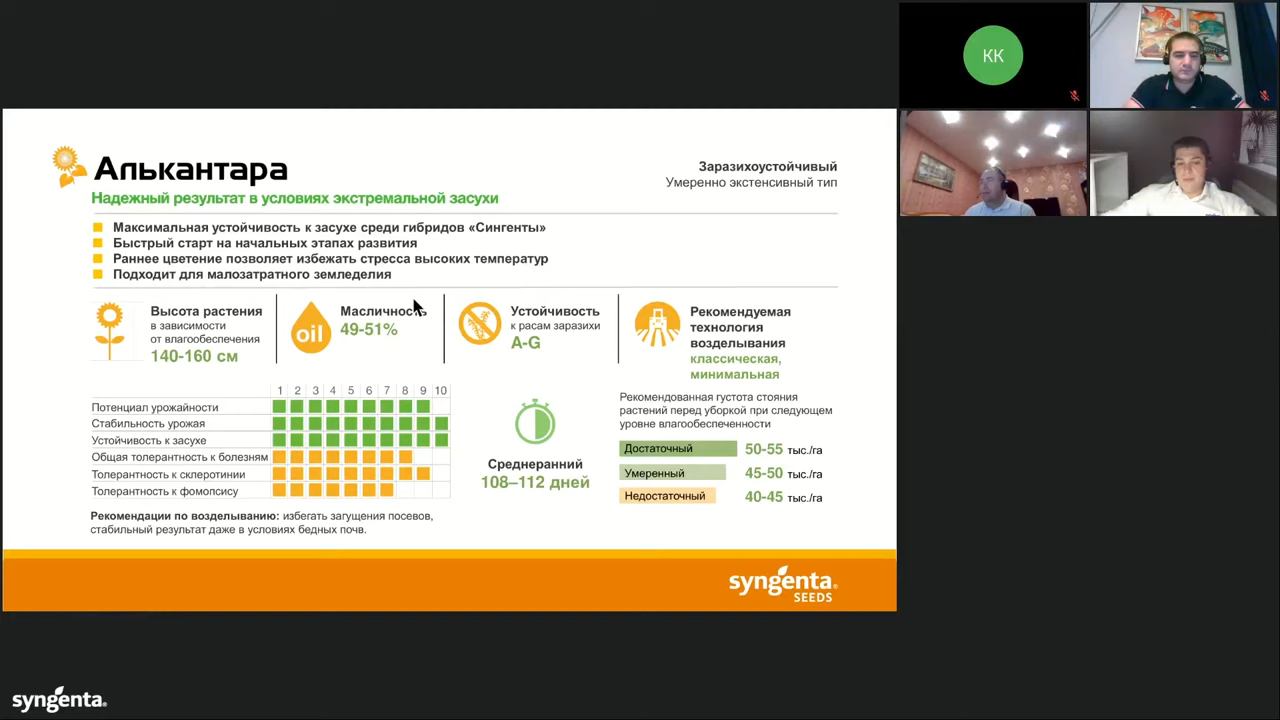 КК
Алькантара
Надежный результат в условиях экстремальной засухи
Заразихоустойчивый
Умеренно экстенсивный тип
Максимальная устойчивость к засухе среди гибридов «Сингенты»
Быстрый старт на начальных этапах развития
Раннее цветение позволяет избежать стресса высоких температур
Подходит для малозатратного земледелия
Высота растения
в зависимости
от влагообеспечения
140-160 см
oil
Масличность
49-51%
Устойчивость
к расам заразихи
A-G
Рекомендуемая
технология
возделывания
классическая,
минимальная
1 2 3 4 5 6 7 8 9 10
Потенциал урожайности
Стабильность урожая
Устойчивость к засухе
Общая толерантность к болезням
Толерантность к склеротинии
Толерантность к фомопсису
Среднеранний
108–112 дней
Рекомендованная густота стояния
растений перед уборкой при следующем
уровне влагообеспеченности
Достаточный 50-55 тыс./га
Умеренный 45-50 тыс./га
Недостаточный 40-45 тыс./га
Рекомендации по возделыванию: избегать загущения посевов,
стабильный результат даже в условиях бедных почв.
syngenta®
SEEDS
syngenta®